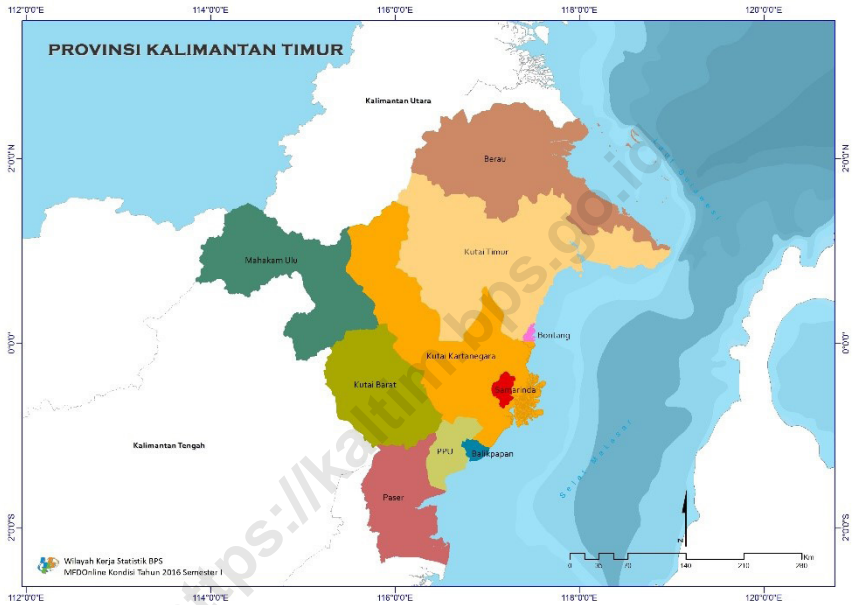 112°0'0"E 114°0'0"E 116°0'0"E 118°0'0"E 120°0'0"E
PROVINSI KALIMANTAN TIMUR
Kalimantan Utara
2°0'0"N
2°0'0"N
Berau
Laut Sulawesi
Kutai Timur
Mahakam Ulu
0°0'0"
0°0'0"
Bontang
Kutai Kartanegara
Kutai Barat
Samarinda
Kalimantan Tengah
PPU
Balikpapan
Selat Makasar
Paser
2°0'0"S
2°0'0"S
https://kaltim.bps.go.id
N
Km
0 35 70 140 210 280
Wilayah Kerja Statistik BPS
MFDOnline Kondisi Tahun 2016 Semester I
112°0'0"E 114°0'0"E 116°0'0"E 118°0'0"E 120°0'0"E